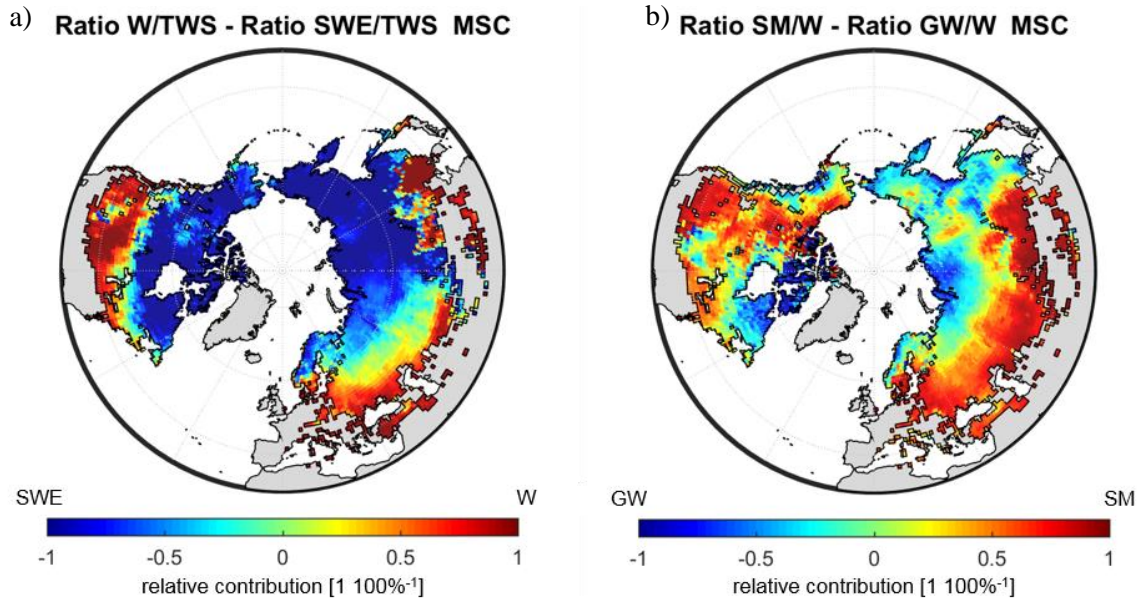 a)
Ratio W/TWS - Ratio SWE/TWS MSC
SWE
W
-1
-0.5
0
0.5
1
relative contribution [1 100%⁻¹]
b)
Ratio SM/W - Ratio GW/W MSC
GW
SM
-1
-0.5
0
0.5
1
relative contribution [1 100%⁻¹]